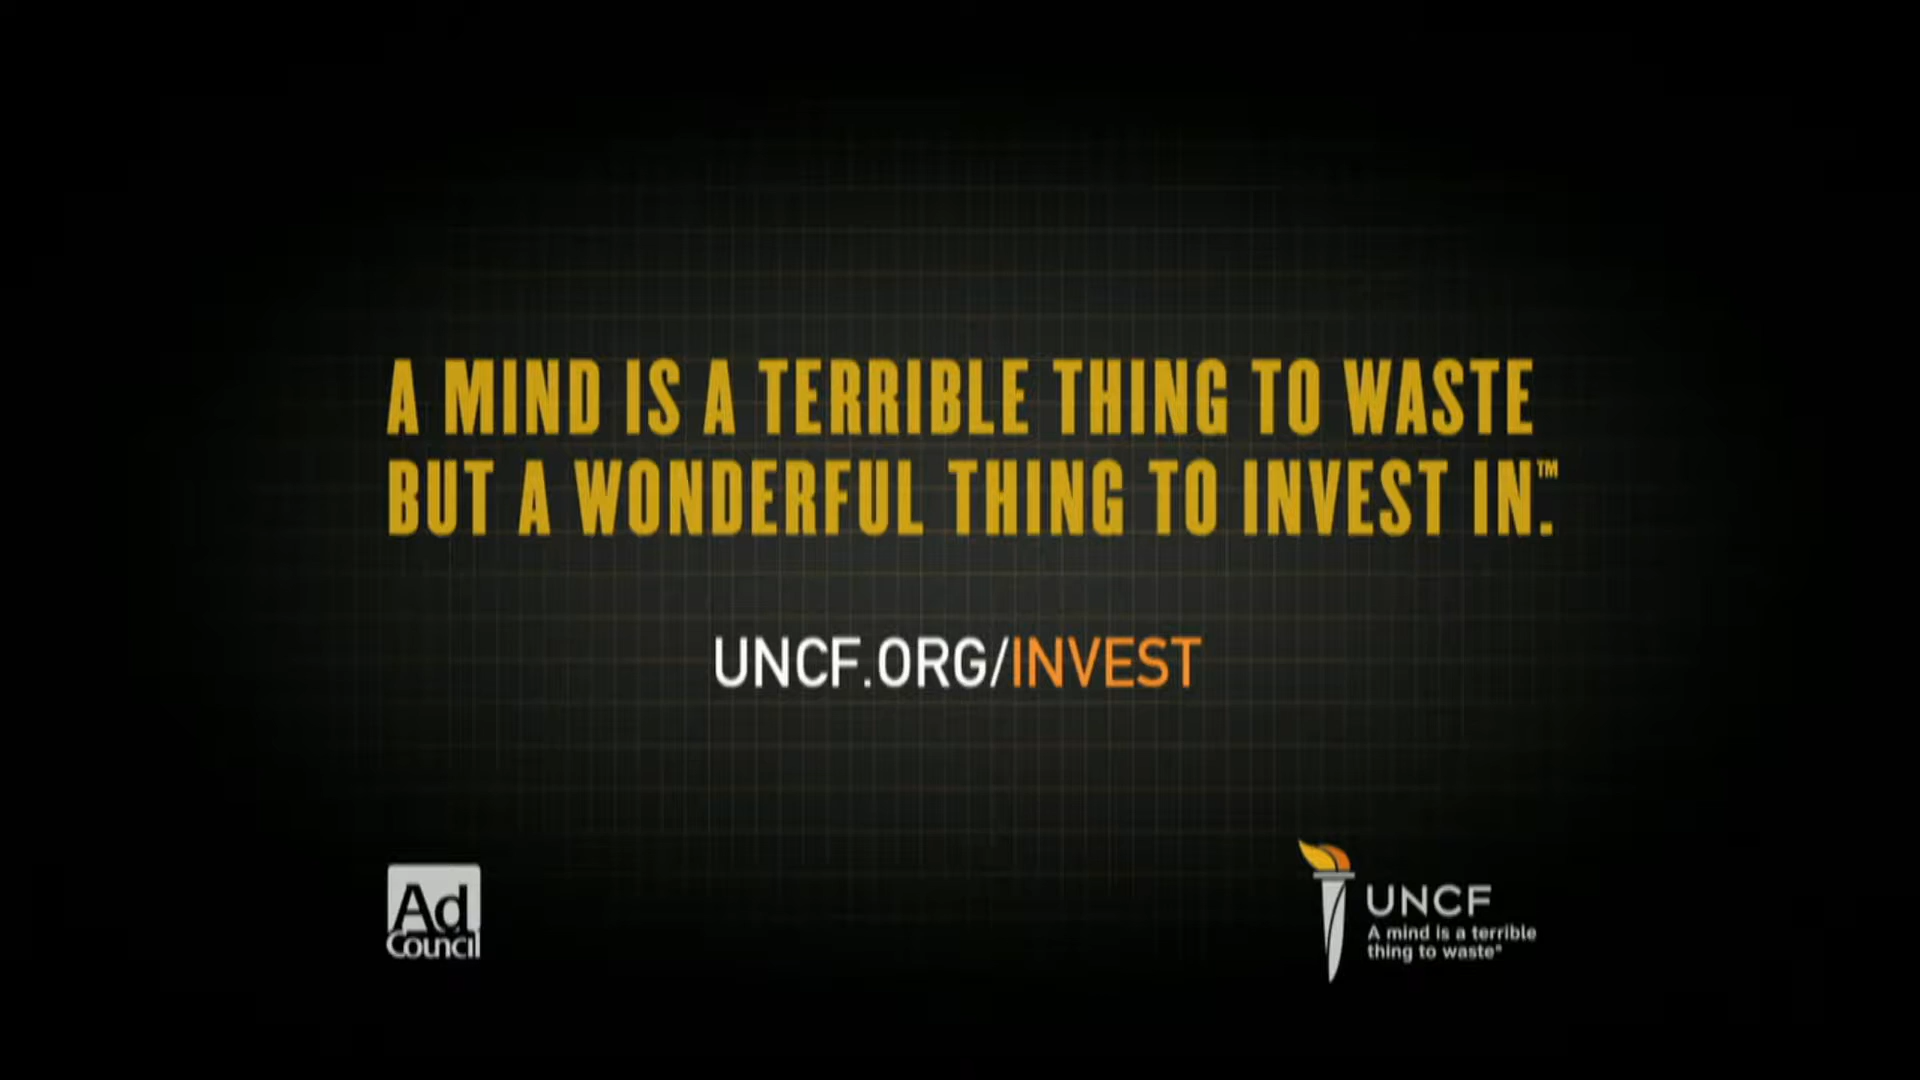 A MIND IS A TERRIBLE THING TO WASTE
BUT A WONDERFUL THING TO INVEST IN.™
UNCF.ORG/INVEST
Ad
Council
UNCF
A mind is a terrible
thing to waste®